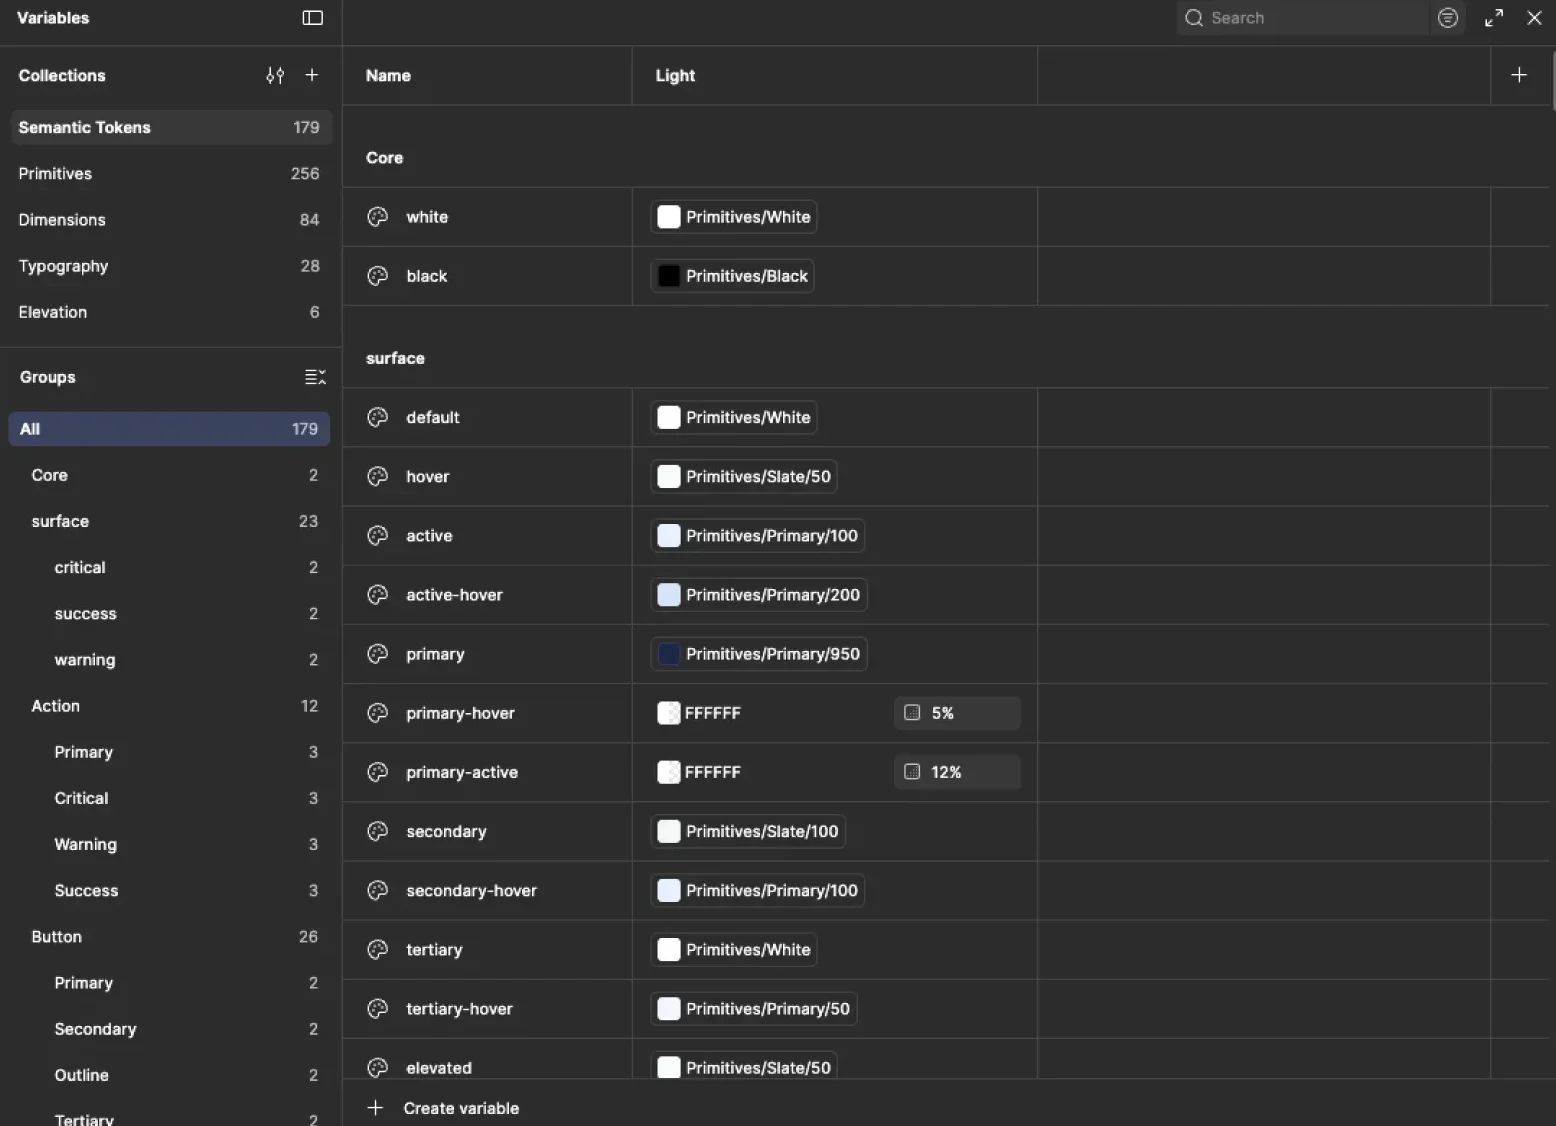 Variables
Search
Collections
Semantic Tokens 179
Primitives 256
Dimensions 84
Typography 28
Elevation 6
Groups
All 179
Core 2
surface 23
critical 2
success 2
warning 2
Action 12
Primary 3
Critical 3
Warning 3
Success 3
Button 26
Primary 2
Secondary 2
Outline 2
Tertiary 2
Name Light
Core
white Primitives/White
black Primitives/Black
surface
default Primitives/White
hover Primitives/Slate/50
active Primitives/Primary/100
active-hover Primitives/Primary/200
primary Primitives/Primary/950
primary-hover FFFFFF 5%
primary-active FFFFFF 12%
secondary Primitives/Slate/100
secondary-hover Primitives/Primary/100
tertiary Primitives/White
tertiary-hover Primitives/Primary/50
elevated Primitives/Slate/50
Create variable